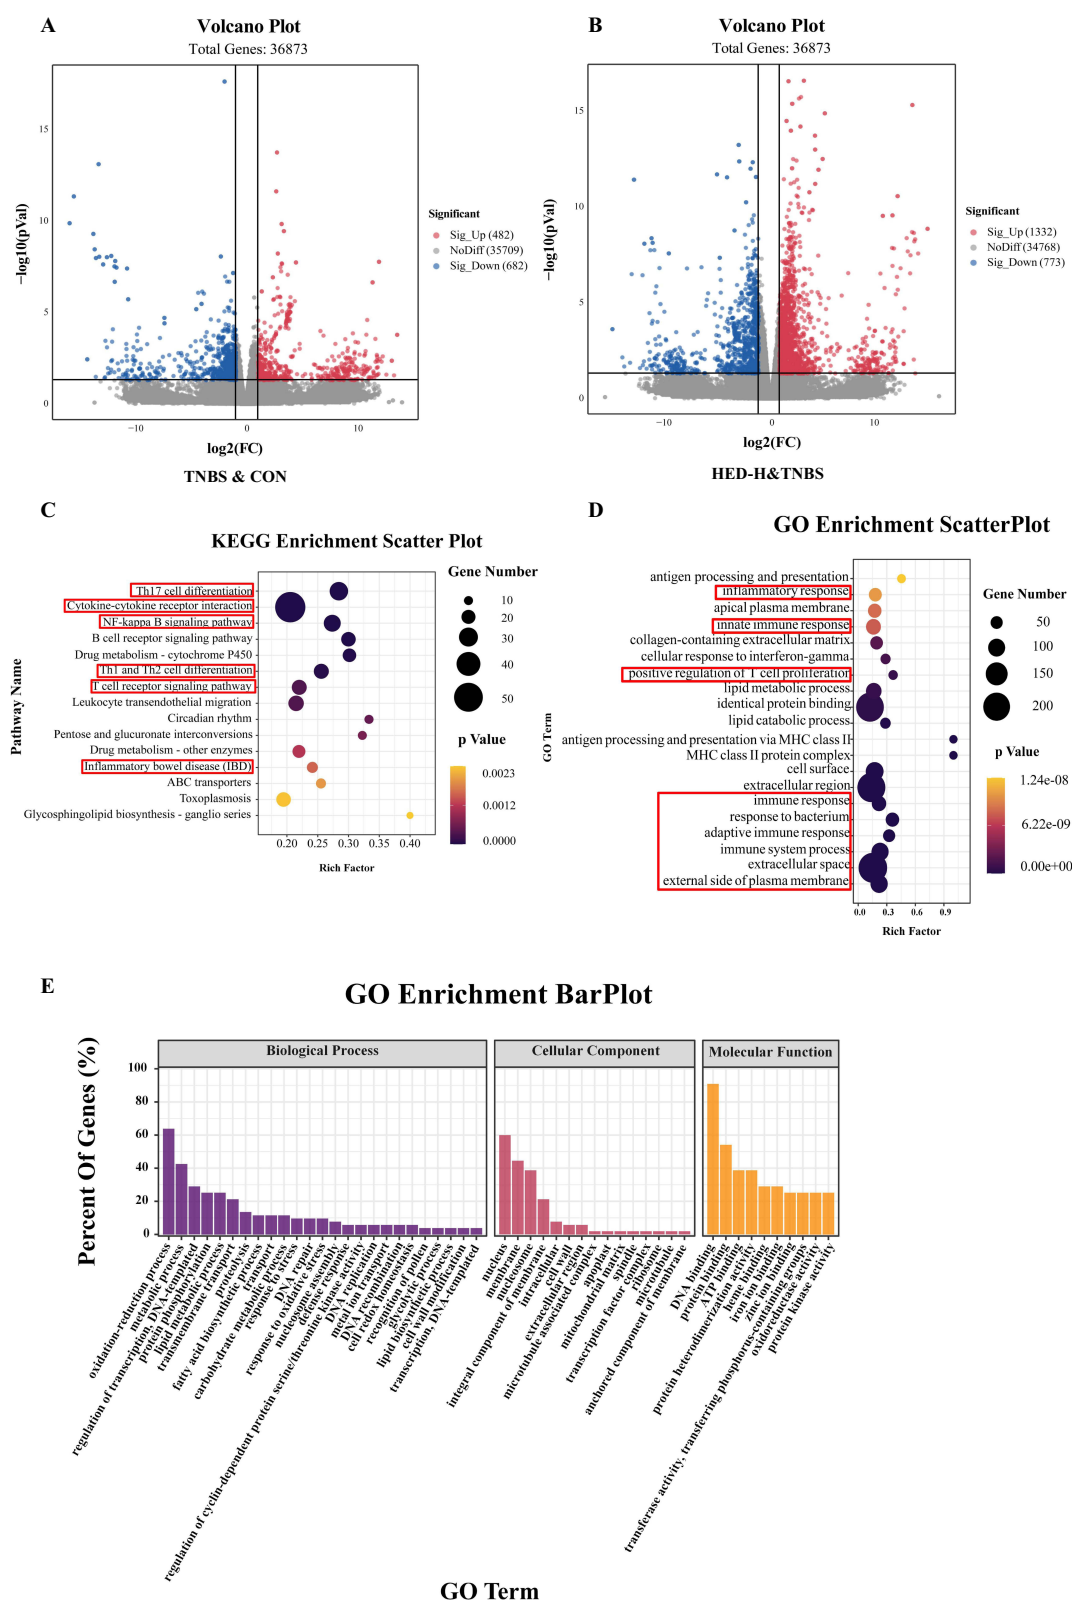 A
Volcano Plot
Total Genes: 36873
−log10(pVal)
15
10
5
0
−10
0
10
log2(FC)
TNBS & CON
Significant
Sig_Up (482)
NoDiff (35709)
Sig_Down (682)
B
Volcano Plot
Total Genes: 36873
−log10(pVal)
15
10
5
0
−10
0
10
log2(FC)
HED-H&TNBS
Significant
Sig_Up (1332)
NoDiff (34768)
Sig_Down (773)
C
KEGG Enrichment Scatter Plot
Pathway Name
Th17 cell differentiation
Cytokine-cytokine receptor interaction
NF-kappa B signaling pathway
B cell receptor signaling pathway
Drug metabolism - cytochrome P450
Th1 and Th2 cell differentiation
T cell receptor signaling pathway
Leukocyte transendothelial migration
Circadian rhythm
Pentose and glucuronate interconversions
Drug metabolism - other enzymes
Inflammatory bowel disease (IBD)
ABC transporters
Toxoplasmosis
Glycosphingolipid biosynthesis - ganglio series
0.20
0.25
0.30
0.35
0.40
Rich Factor
Gene Number
10
20
30
40
50
p Value
0.0023
0.0012
0.0000
D
GO Enrichment ScatterPlot
GO Term
antigen processing and presentation
inflammatory response
apical plasma membrane
innate immune response
collagen-containing extracellular matrix
cellular response to interferon-gamma
positive regulation of T cell proliferation
lipid metabolic process
identical protein binding
lipid catabolic process
antigen processing and presentation via MHC class II
MHC class II protein complex
cell surface
extracellular region
immune response
response to bacterium
adaptive immune response
immune system process
extracellular space
external side of plasma membrane
0.0
0.3
0.6
0.9
Rich Factor
Gene Number
50
100
150
200
p Value
1.24e-08
6.22e-09
0.00e+00
E
GO Enrichment BarPlot
Percent Of Genes (%)
100
80
60
40
20
0
Biological Process
Cellular Component
Molecular Function
oxidation-reduction process
metabolic process
regulation of transcription, DNA-templated
protein phosphorylation
lipid metabolic process
transmembrane transport
proteolysis
fatty acid biosynthetic process
transport
carbohydrate metabolic process
response to stress
DNA repair
response to oxidative stress
nucleosome assembly
defense response
regulation of cyclin-dependent protein serine/threonine kinase activity
DNA replication
metal ion transport
DNA recombination
cell redox homeostasis
recognition of pollen
glycolytic process
lipid biosynthetic process
cell wall modification
transcription, DNA-templated
nucleus
membrane
nucleosome
integral component of membrane
intracellular
cell wall
extracellular region
microtubule associated complex
apoplast
mitochondrial matrix
spindle
transcription factor complex
ribosome
microtubule
anchored component of membrane
DNA binding
protein binding
ATP binding
protein heterodimerization activity
heme binding
iron ion binding
zinc ion binding
transferase activity, transferring phosphorus-containing groups
oxidoreductase activity
protein kinase activity
GO Term